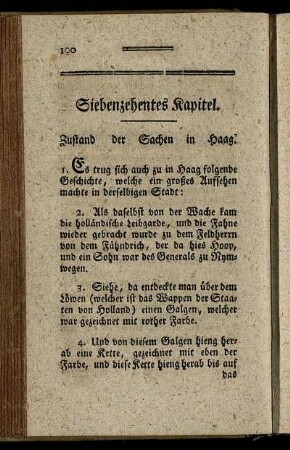 100
Siebenzehentes Kapitel.
Zustand der Sachen in Haag.
1. Es trug sich auch zu in Haag folgende
Geschichte, welche ein großes Aufsehen
machte in derselbigen Stadt:
2. Als daselbst von der Wache kam
die holländische Leibgarde, und die Fahne
wieder gebracht wurde zu dem Feldherrn
von dem Fähndrich, der da hies Hoop,
und ein Sohn war des Generals zu Nym-
wegen.
3. Siehe, da entdeckte man über dem
Löwen (welcher ist das Wappen der Staa-
ten von Holland) einen Galgen, welcher
war gezeichnet mit rother Farbe.
4. Und von diesem Galgen hieng her-
ab eine Kette, gezeichnet mit eben der
Farbe, und diese Kette hieng herab bis auf
das